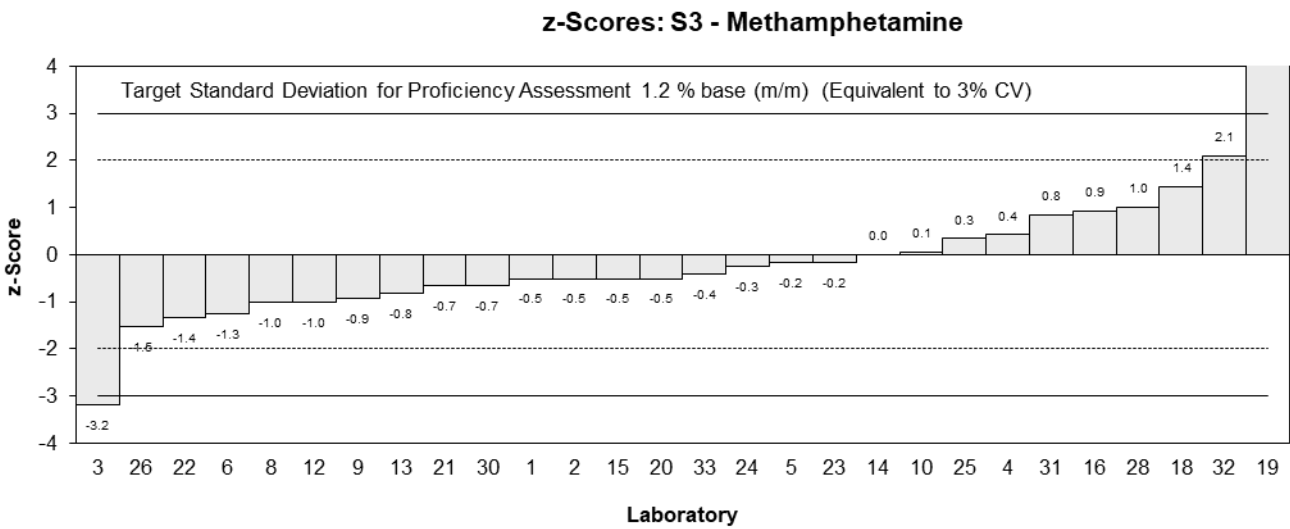 z-Scores: S3 - Methamphetamine
Target Standard Deviation for Proficiency Assessment 1.2 % base (m/m) (Equivalent to 3% CV)
z-Score
4
3
2
1
0
-1
-2
-3
-4
-3.2 -1.5 -1.4 -1.3 -1.0 -1.0 -0.9 -0.8 -0.7 -0.7 -0.5 -0.5 -0.5 -0.5 -0.4 -0.3 -0.2 -0.2 0.0 0.1 0.3 0.4 0.8 0.9 1.0 1.4 2.1
3 26 22 6 8 12 9 13 21 30 1 2 15 20 33 24 5 23 14 10 25 4 31 16 28 18 32 19
Laboratory